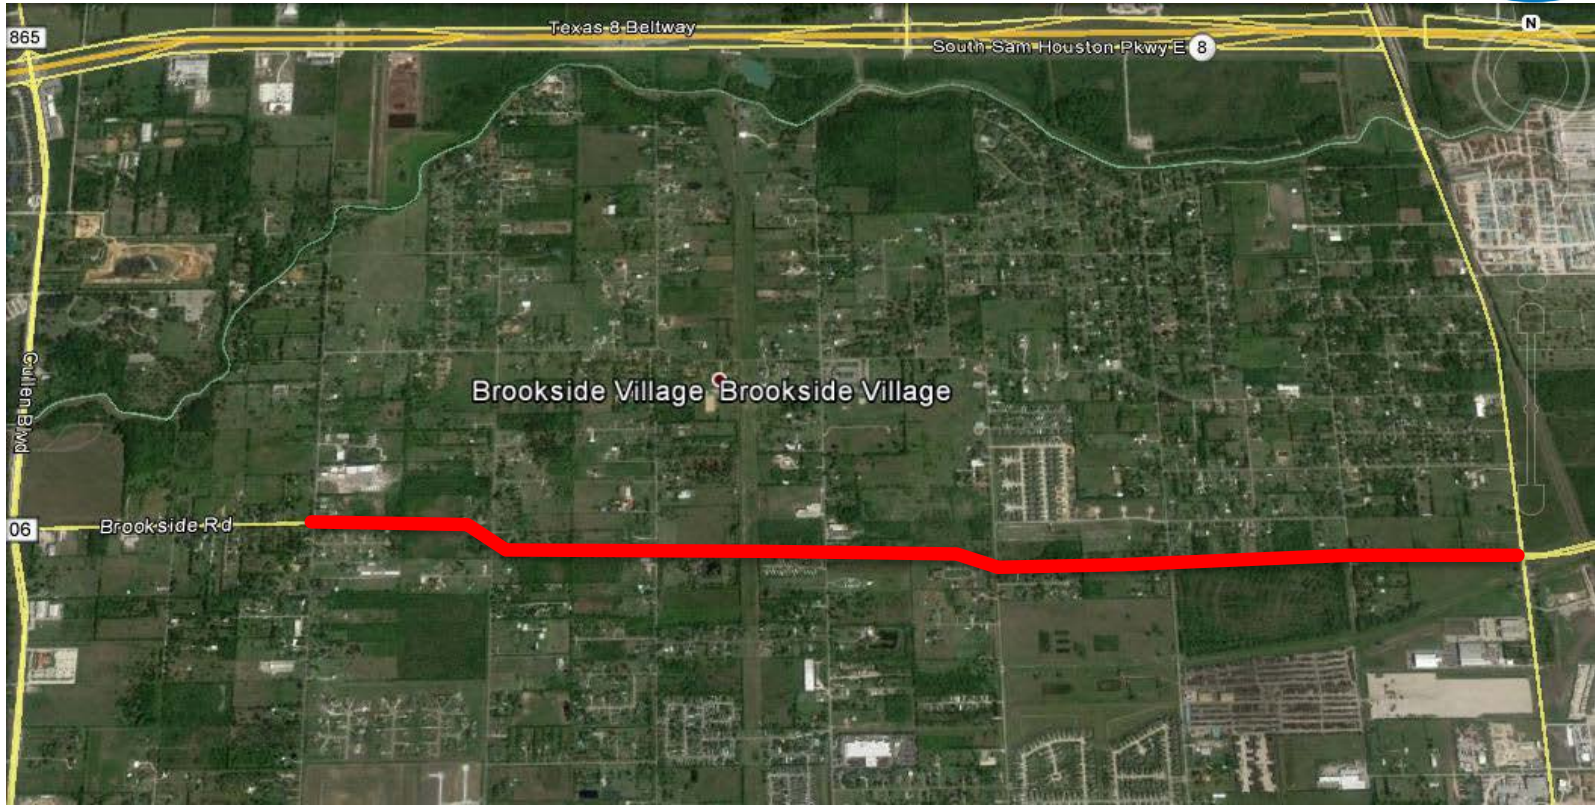 Texas 8 Beltway
N
865
South Sam Houston Pkwy E 8
Cullen Blvd
Brookside Village Brookside Village
06 Brookside Rd